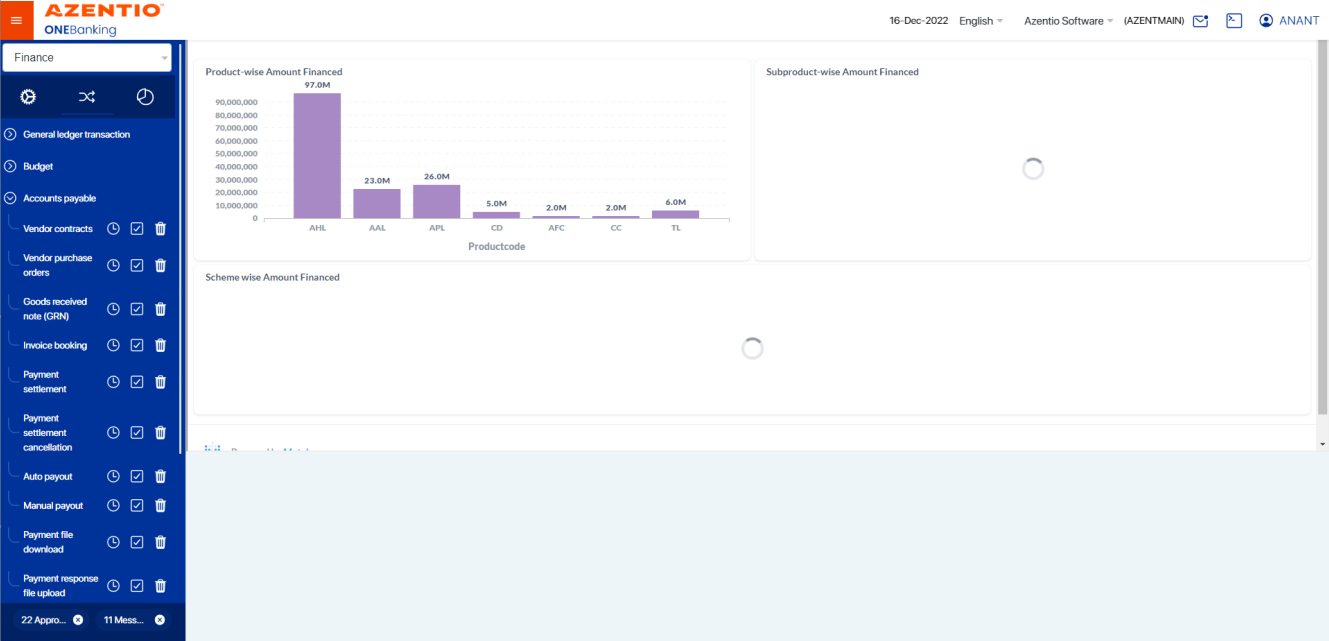 AZENTIO
ONEBanking
16-Dec-2022 English Azentio Software (AZENTMAIN) ANANT
Finance
General ledger transaction
Budget
Accounts payable
Vendor contracts
Vendor purchase
orders
Goods received
note (GRN)
Invoice booking
Payment
settlement
Payment
settlement
cancellation
Auto payout
Manual payout
Payment file
download
Payment response
file upload
22 Appro...
11 Mess...
Product-wise Amount Financed
97.0M
90,000,000
80,000,000
70,000,000
60,000,000
50,000,000
40,000,000
30,000,000
20,000,000
10,000,000
0
23.0M
26.0M
5.0M
2.0M
2.0M
6.0M
AHL AAL APL CD AFC CC TL
Productcode
Subproduct-wise Amount Financed
Scheme wise Amount Financed